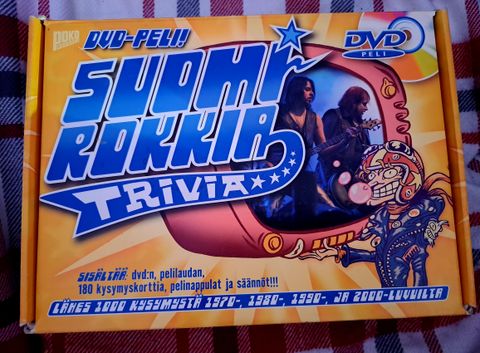 POKO
DVD-PELI!
DVD
PELI
SUOMI
ROKKIA
TRiViA
SISÄLTÄÄ: dvd:n, pelilaudan,
180 kysymyskorttia, pelinappulat ja säännöt!!!
LÄHES 1000 KYSYMYSTÄ 1970-, 1980-, 1990-, JA 2000-LUVUILTA